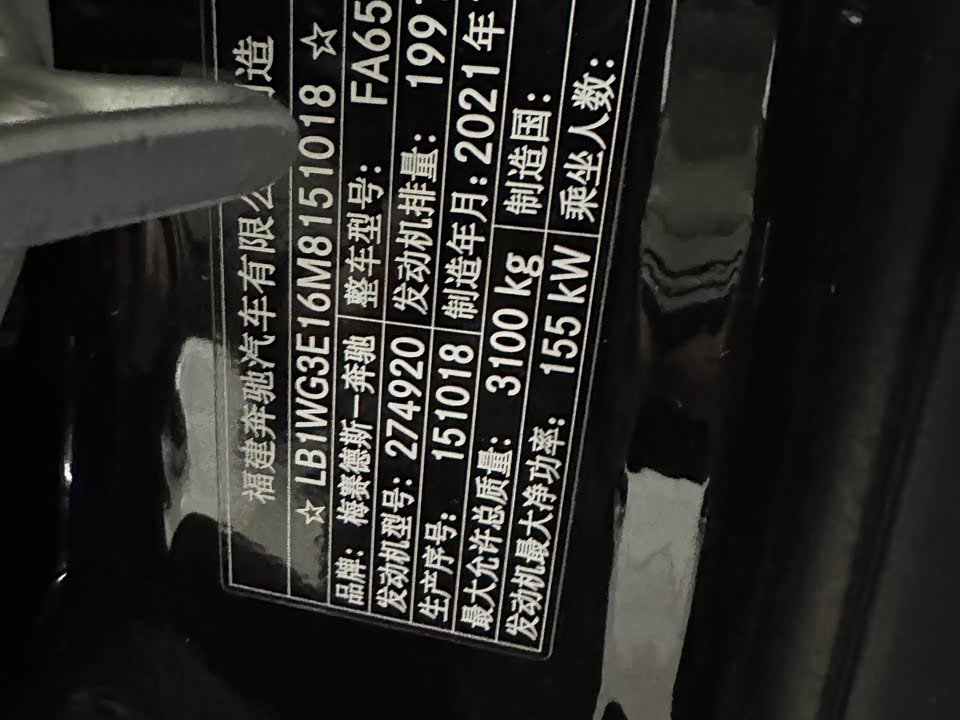 福建奔驰汽车有限公 造
☆ LB1WG3E16M8151018 ☆
品牌: 梅赛德斯一奔驰 整车型号: FA65
发动机型号: 274920 发动机排量: 199
生产序号: 151018 制造年月: 2021年
最大允许总质量: 3100 kg 制造国:
发动机最大净功率: 155 kW 乘坐人数: